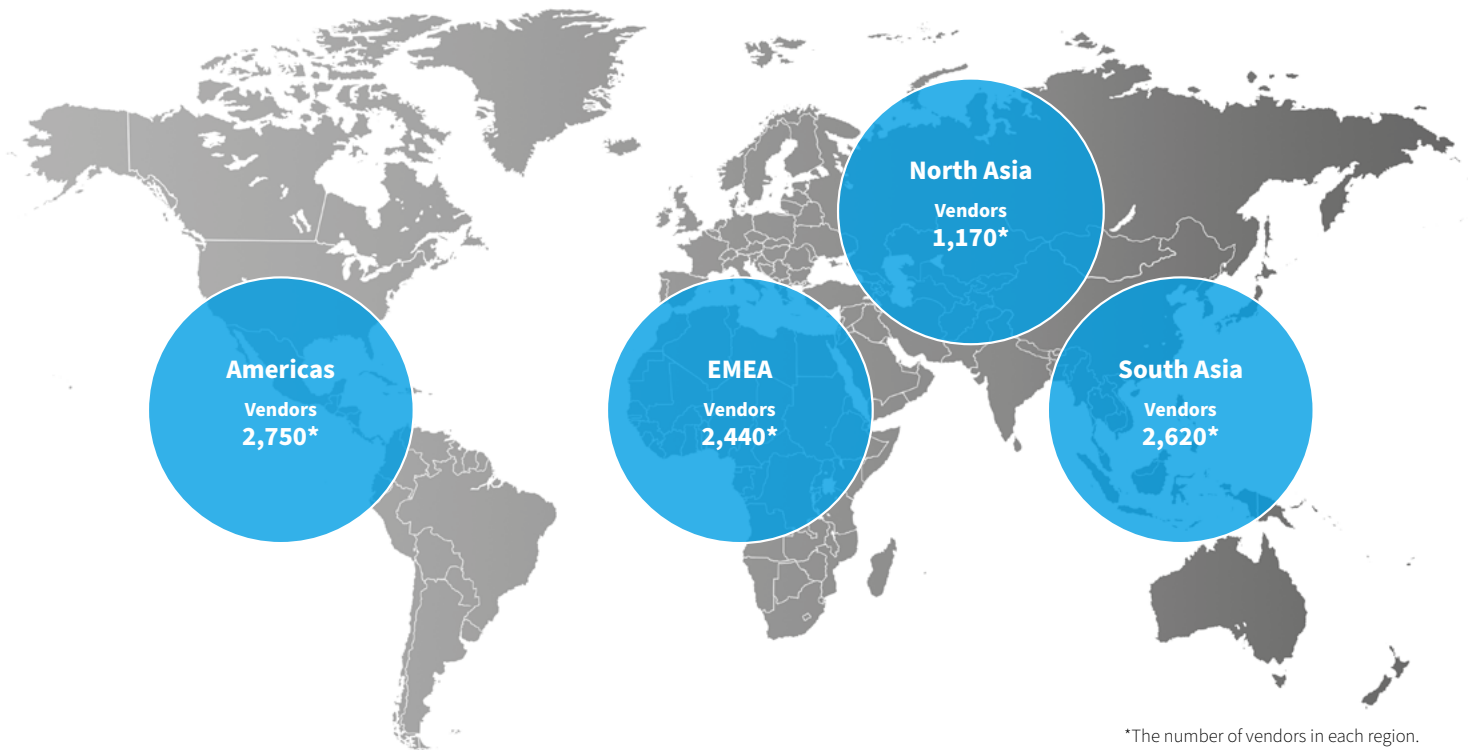 North Asia
Vendors
1,170*
Americas
Vendors
2,750*
EMEA
Vendors
2,440*
South Asia
Vendors
2,620*
*The number of vendors in each region.